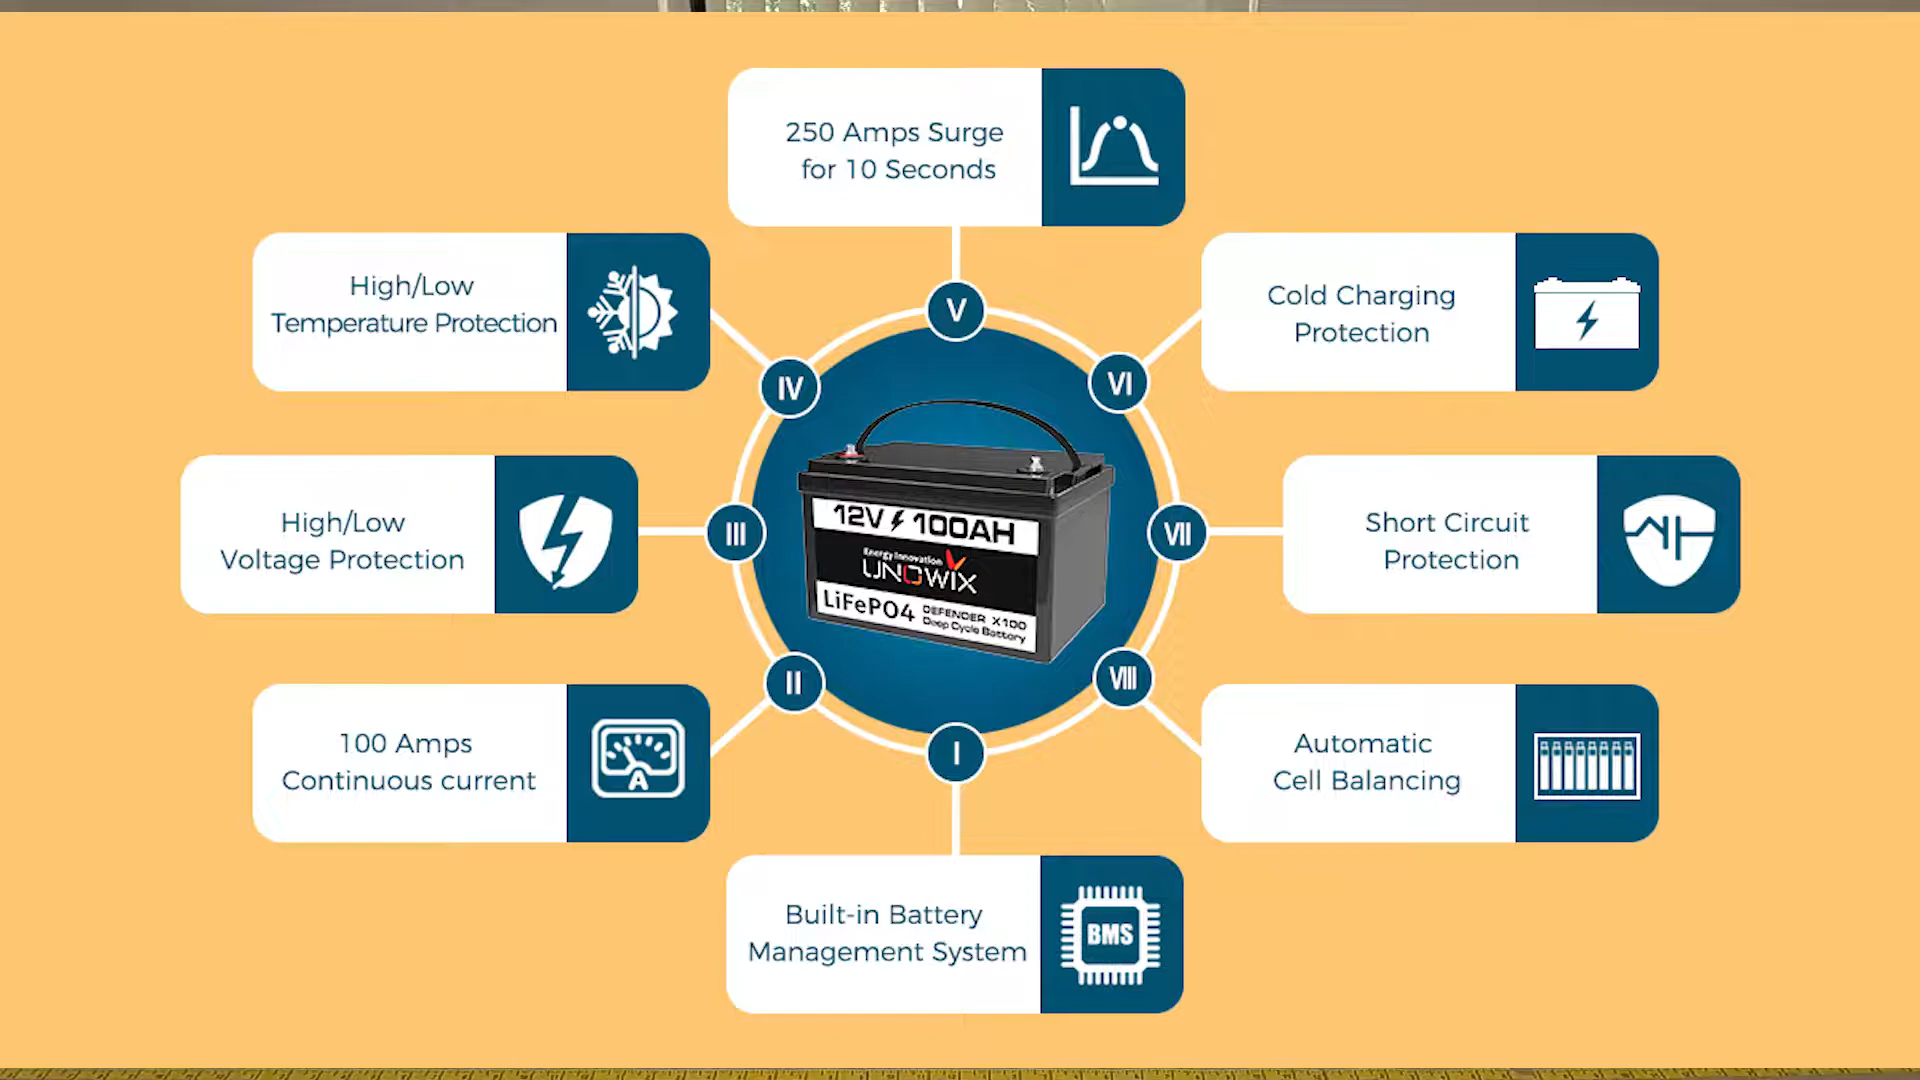 250 Amps Surge
for 10 Seconds
High/Low
Temperature Protection
Cold Charging
Protection
V
IV
VI
12V 100AH
Energy Innovation
UNOWIX
LiFePO4
DEFENDER X100
Deep Cycle Battery
High/Low
Voltage Protection
III
VII
Short Circuit
Protection
II
VIII
100 Amps
Continuous current
A
I
Automatic
Cell Balancing
Built-in Battery
Management System
BMS